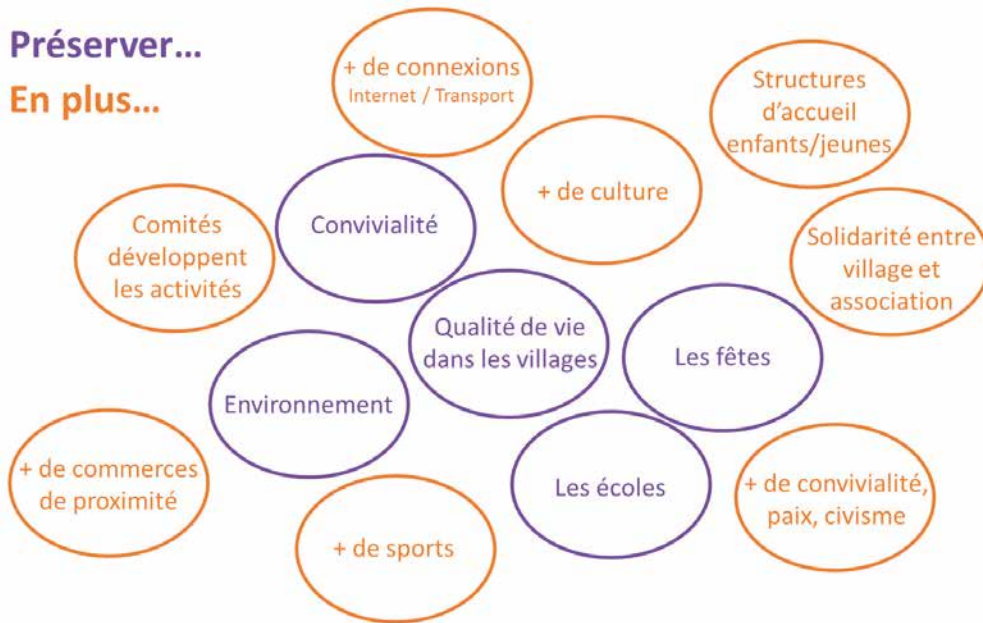 Préserver...
En plus...
+ de connexions
Internet / Transport
Structures
d'accueil
enfants/jeunes
+ de culture
Comités
développent
les activités
Convivialité
Solidarité entre
village et
association
Qualité de vie
dans les villages
Les fêtes
Environnement
+ de commerces
de proximité
Les écoles
+ de convivialité,
paix, civisme
+ de sports